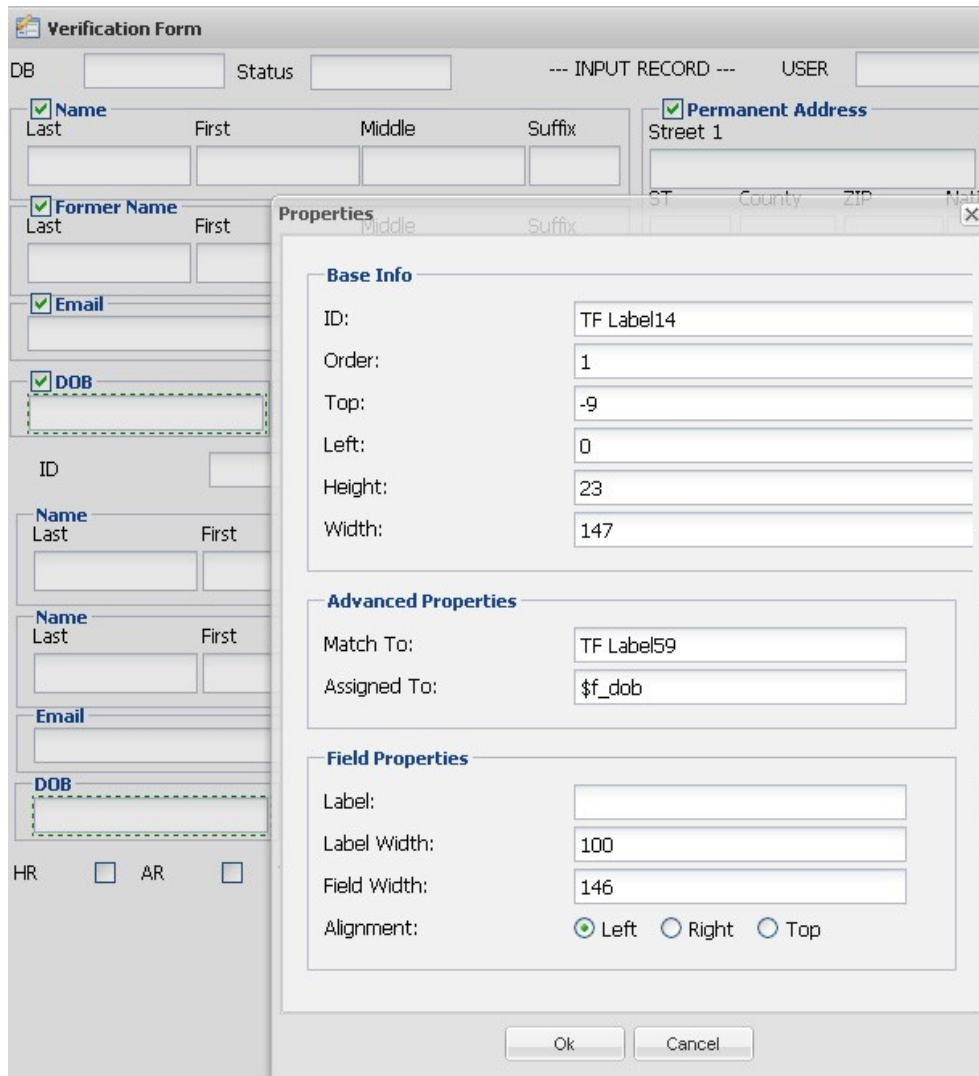 Verification Form
DB Status --- INPUT RECORD --- USER
Name Permanent Address
Last First Middle Suffix Street 1
ST County ZIP Nati
Former Name
Last First Middle Suffix
Properties
Base Info
Email
ID: TF Label14
Order: 1
DOB
Top: -9
Left: 0
ID
Height: 23
Name
Last First
Width: 147
Advanced Properties
Name
Last First
Match To: TF Label59
Assigned To: $f_dob
Email
Field Properties
DOB
Label:
Label Width: 100
HR AR
Field Width: 146
Alignment: Left Right Top
Ok Cancel